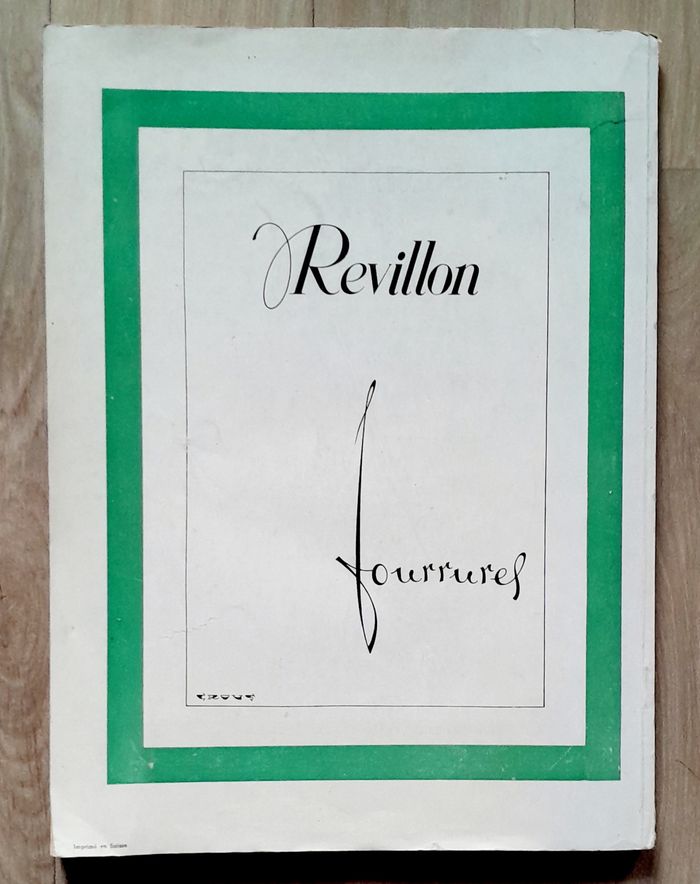 Revillon
fourrures
Imprimé en Suisse